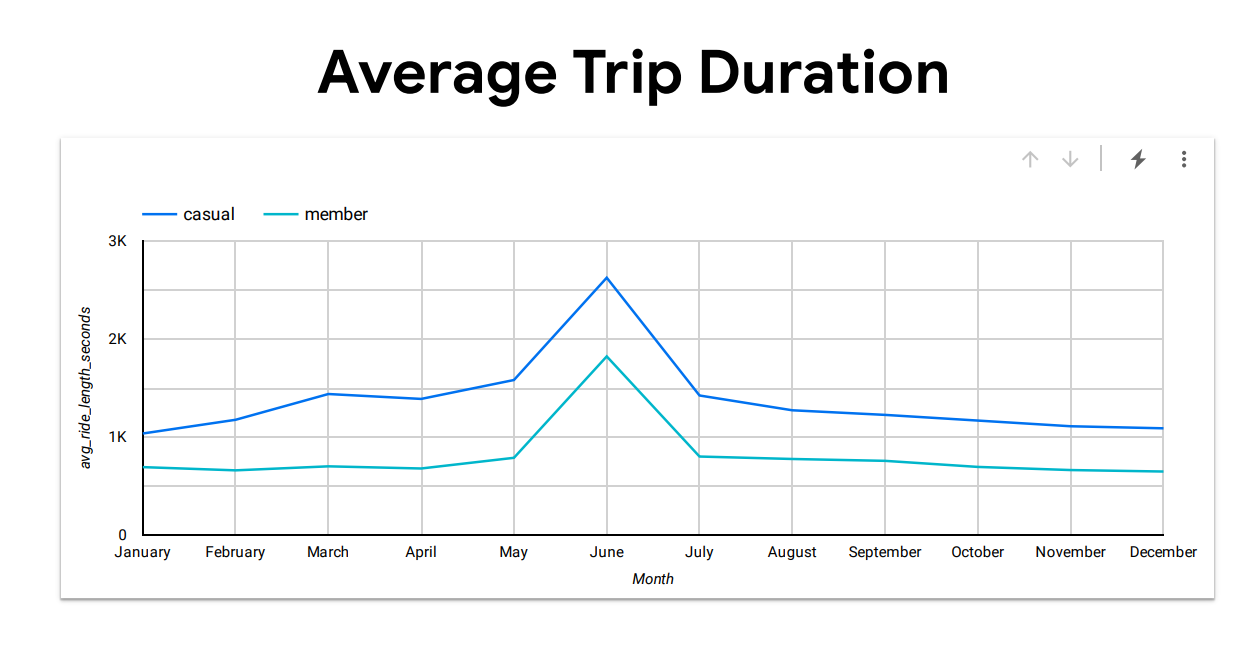 Average Trip Duration
casual member
3K
2K
1K
0
avg_ride_length_seconds
January February March April May June July August September October November December
Month